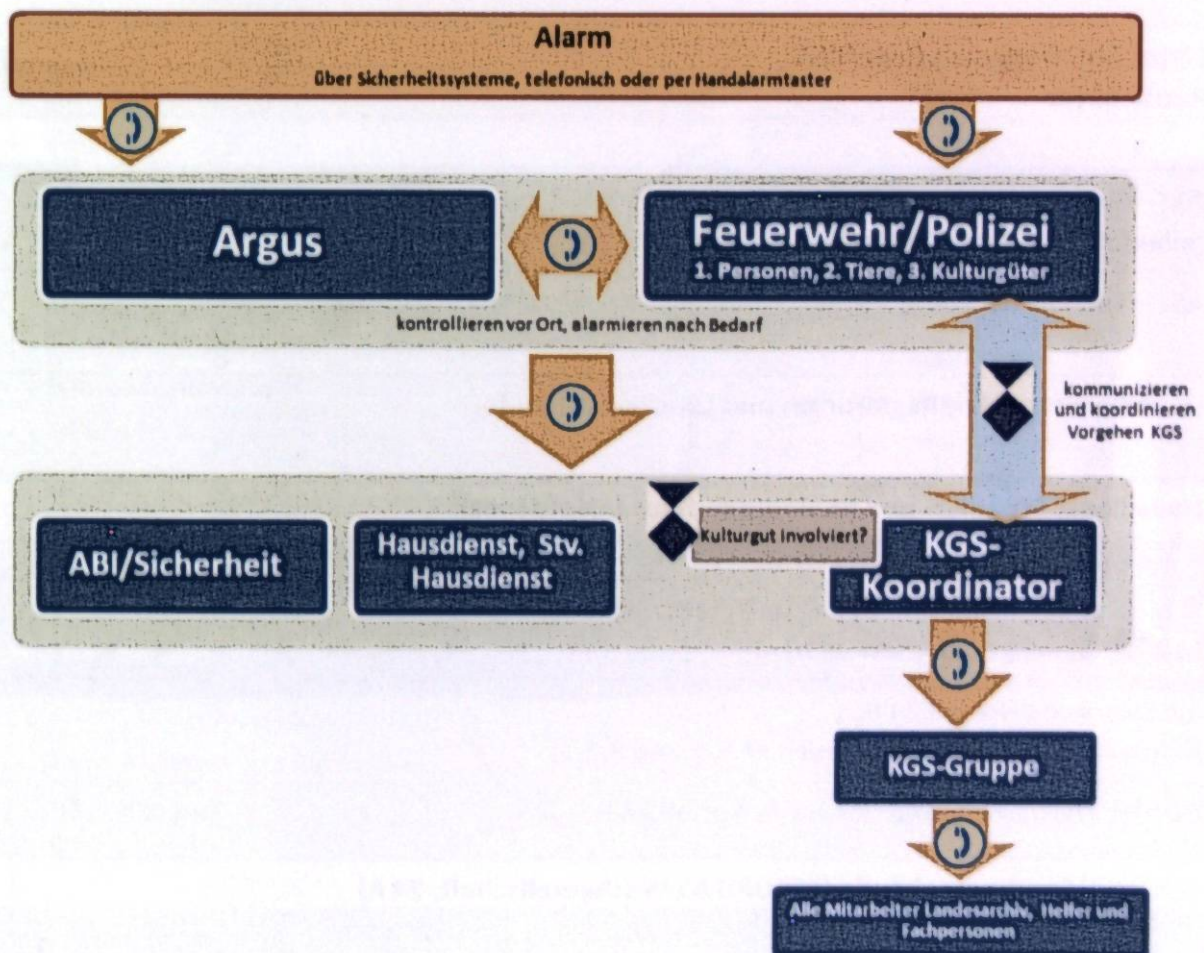 Alarm
über Sicherheitssysteme, telefonisch oder per Handalarmtaster
Argus
Feuerwehr/Polizei
1. Personen, 2. Tiere, 3. Kulturgüter
kontrollieren vor Ort, alarmieren nach Bedarf
kommunizieren
und koordinieren
Vorgehen KGS
ABI/Sicherheit
Hausdienst, Stv.
Hausdienst
Kulturgut involviert?
KGS-
Koordinator
KGS-Gruppe
Alle Mitarbeiter Landesarchiv, Helfer und
Fachpersonen